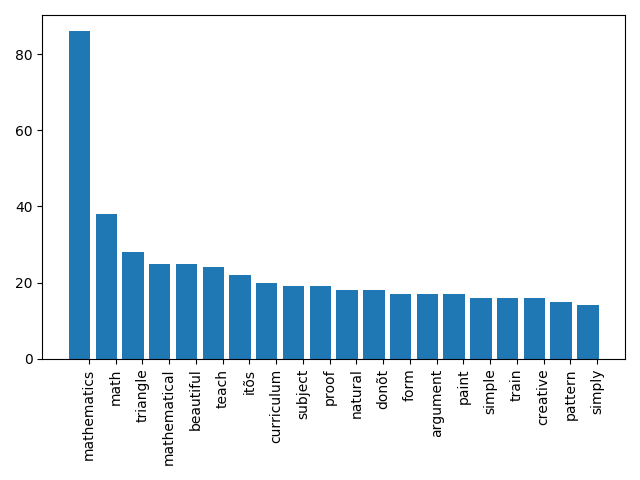 80
60
40
20
0
mathematics
math
triangle
mathematical
beautiful
teach
itõs
curriculum
subject
proof
natural
donõt
form
argument
paint
simple
train
creative
pattern
simply